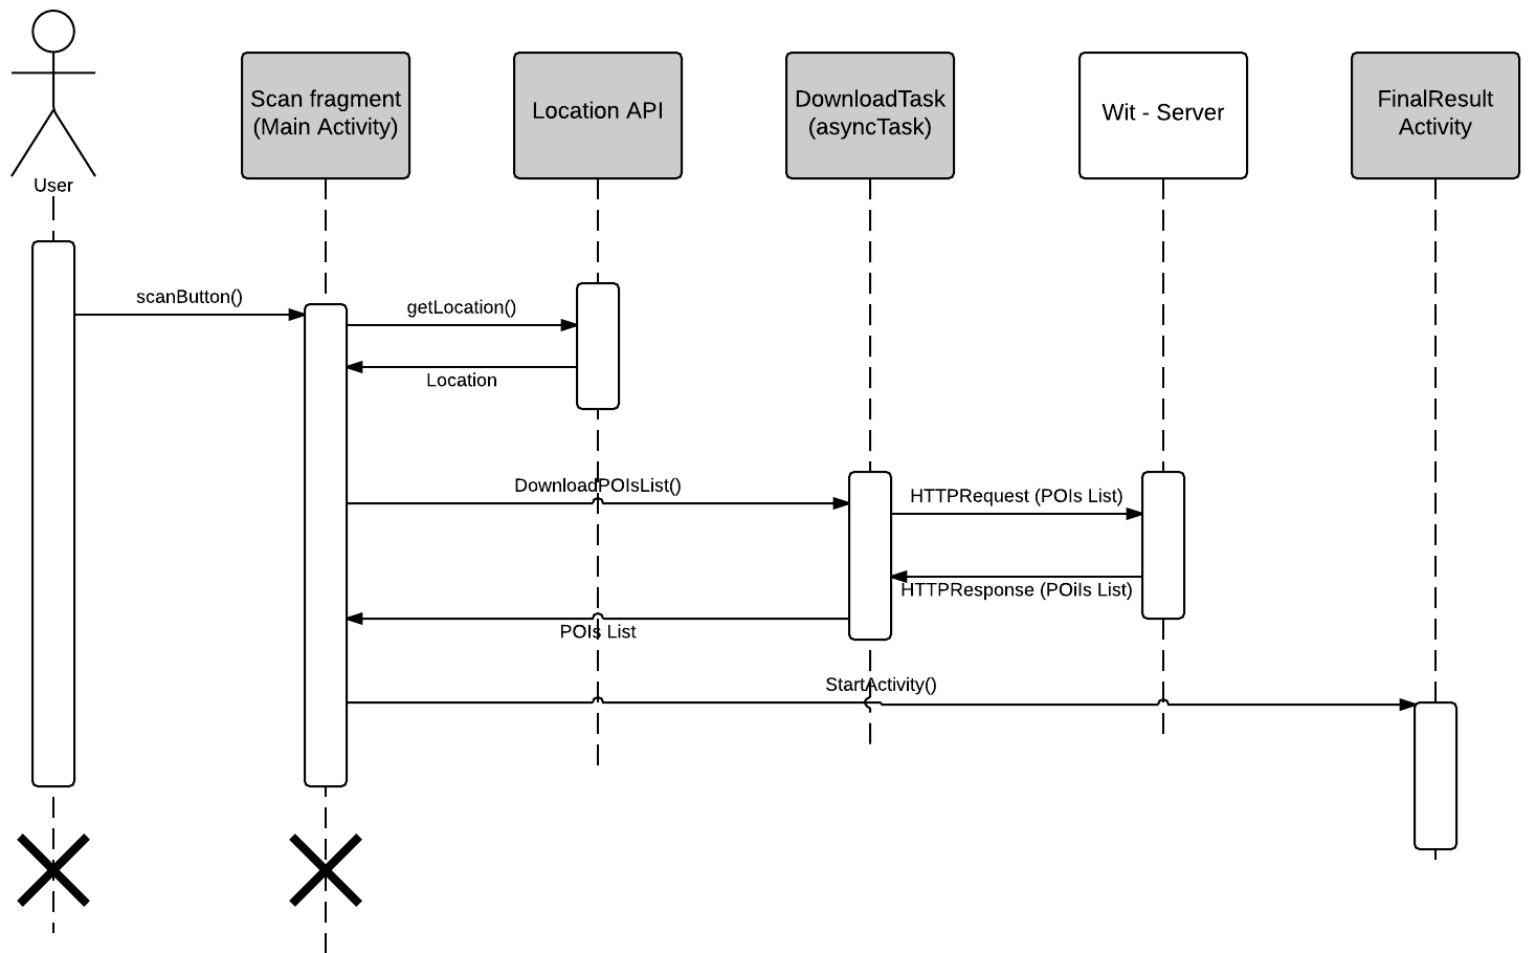 Scan fragment
(Main Activity)
Location API
DownloadTask
(asyncTask)
Wit - Server
FinalResult
Activity
User
scanButton()
getLocation()
Location
DownloadPOIsList()
HTTPRequest (POIs List)
HTTPResponse (POiIs List)
POIs List
StartActivity()